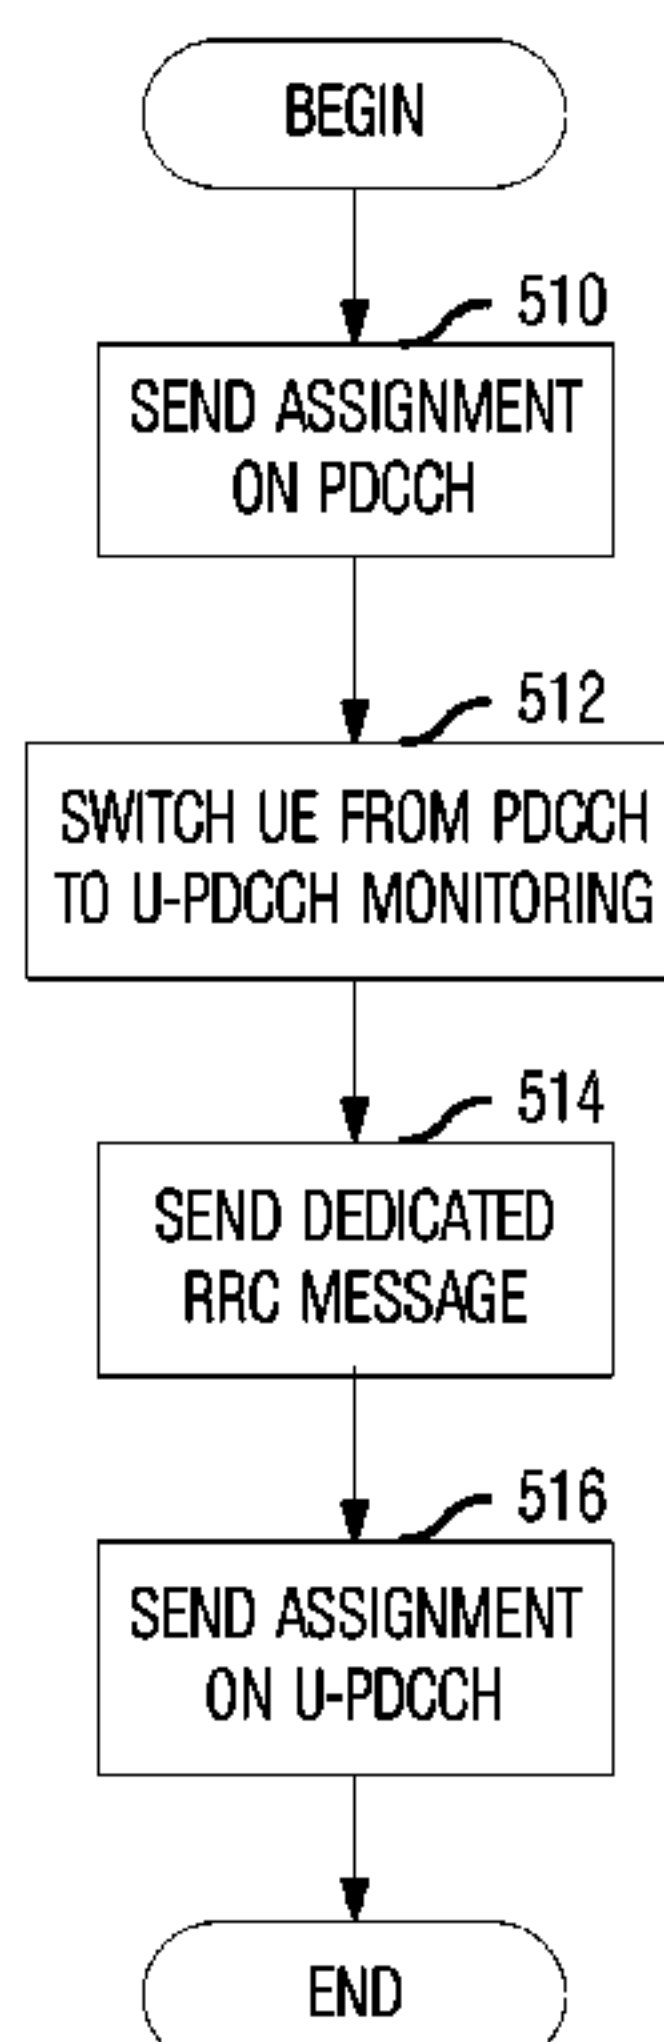 BEGIN
510
SEND ASSIGNMENT
ON PDCCH
512
SWITCH UE FROM PDCCH
TO U-PDCCH MONITORING
514
SEND DEDICATED
RRC MESSAGE
516
SEND ASSIGNMENT
ON U-PDCCH
END